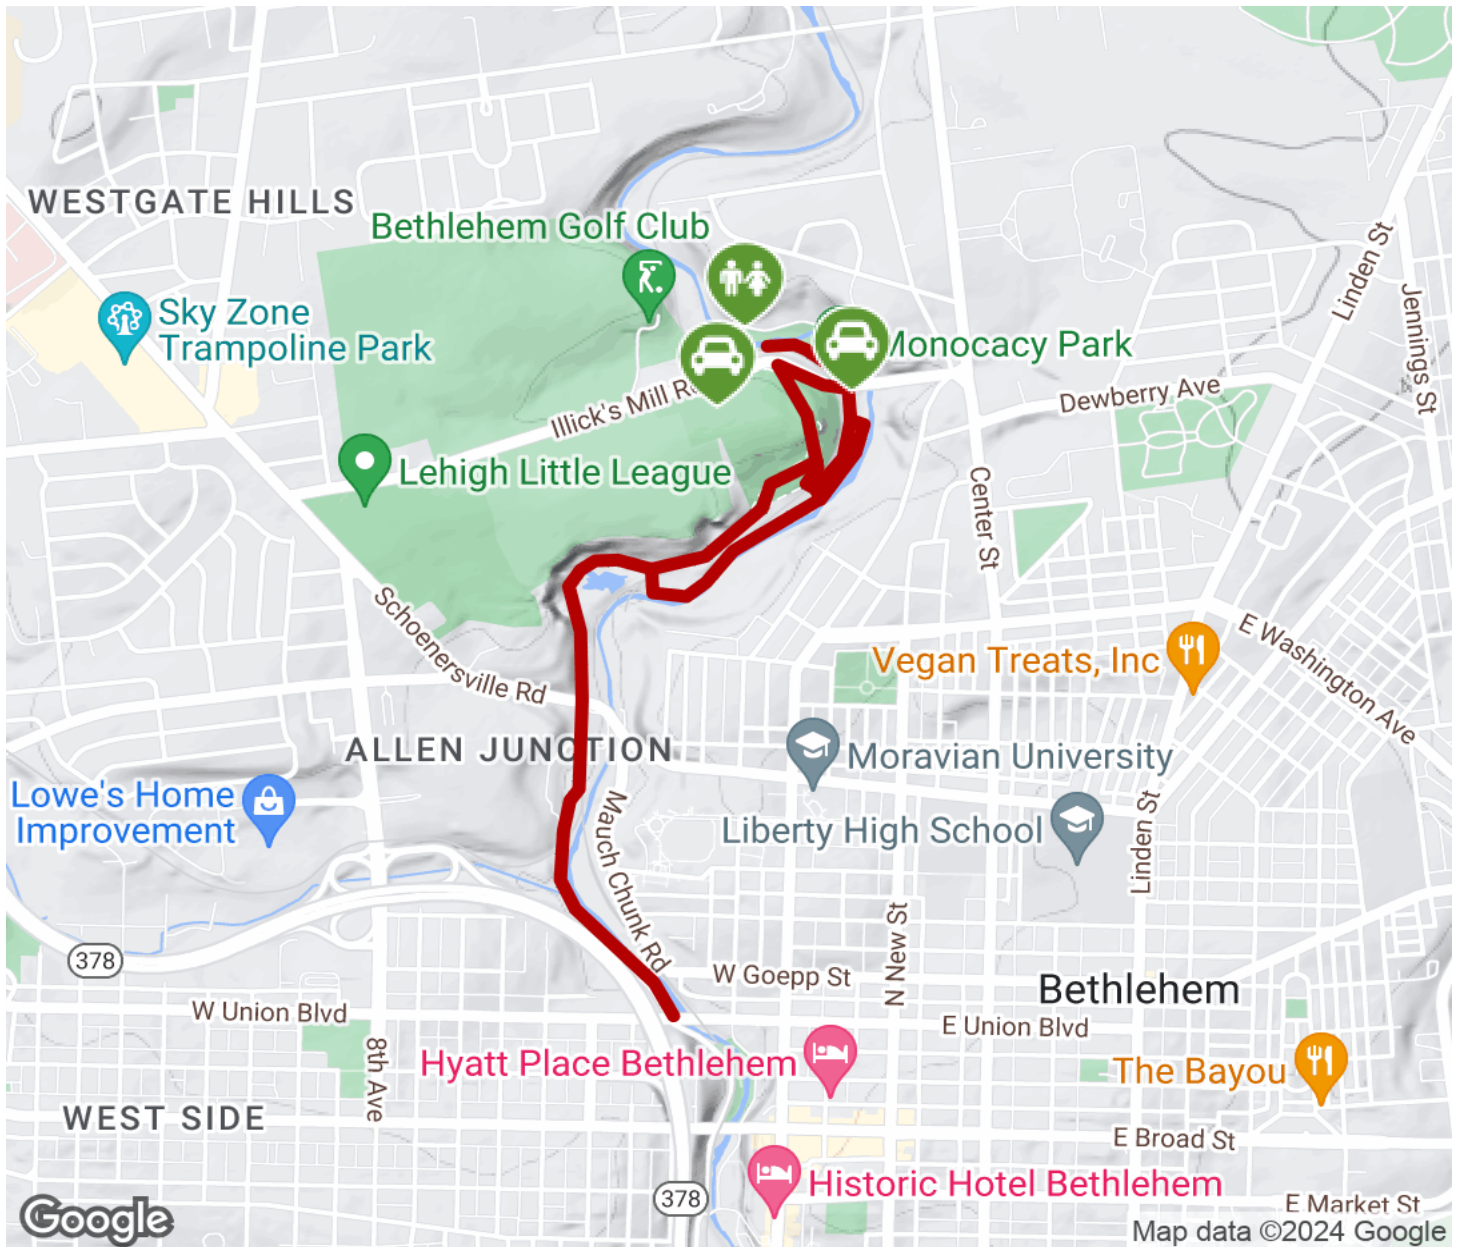 WESTGATE HILLS
Bethlehem Golf Club
Linden St
Jennings St
Sky Zone
Trampoline Park
Monocacy Park
Illick's Mill R
Dewberry Ave
Lehigh Little League
Center St
Schoenersville Rd
E Washington Ave
Vegan Treats, Inc
ALLEN JUNCTION
Moravian University
Lowe's Home
Improvement
Mauch Chunk Rd
Liberty High School
Linden St
N New St
378
W Goepp St
Bethlehem
W Union Blvd
E Union Blvd
8th Ave
Hyatt Place Bethlehem
The Bayou
WEST SIDE
E Broad St
378
Historic Hotel Bethlehem
E Market St
Google
Map data ©2024 Google